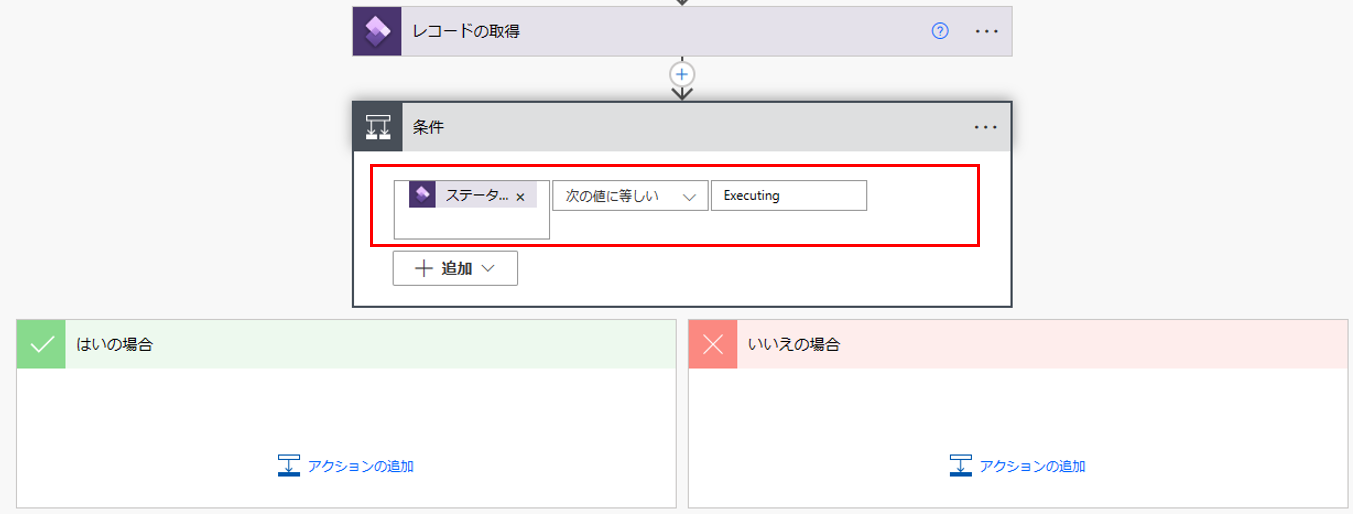 レコードの取得
条件
ステータ... × 次の値に等しい Executing
追加
はいの場合
いいえの場合
アクションの追加
アクションの追加